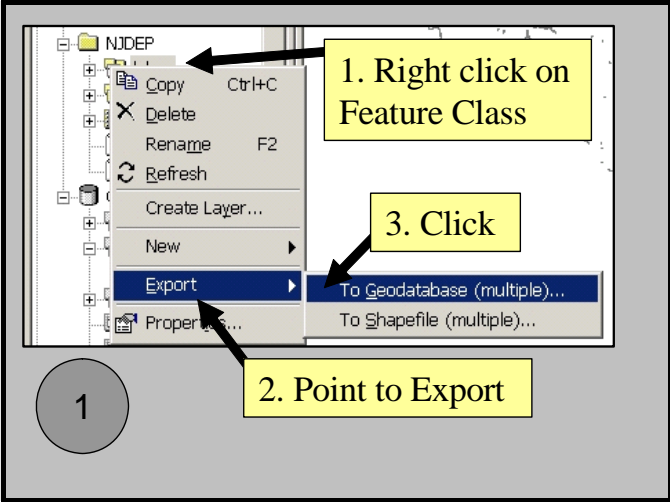 NJDEP
1. Right click on
Feature Class
Copy Ctrl+C
Delete
Rename F2
Refresh
Create Layer...
3. Click
New
Export
To Geodatabase (multiple)...
To Shapefile (multiple)...
2. Point to Export
1